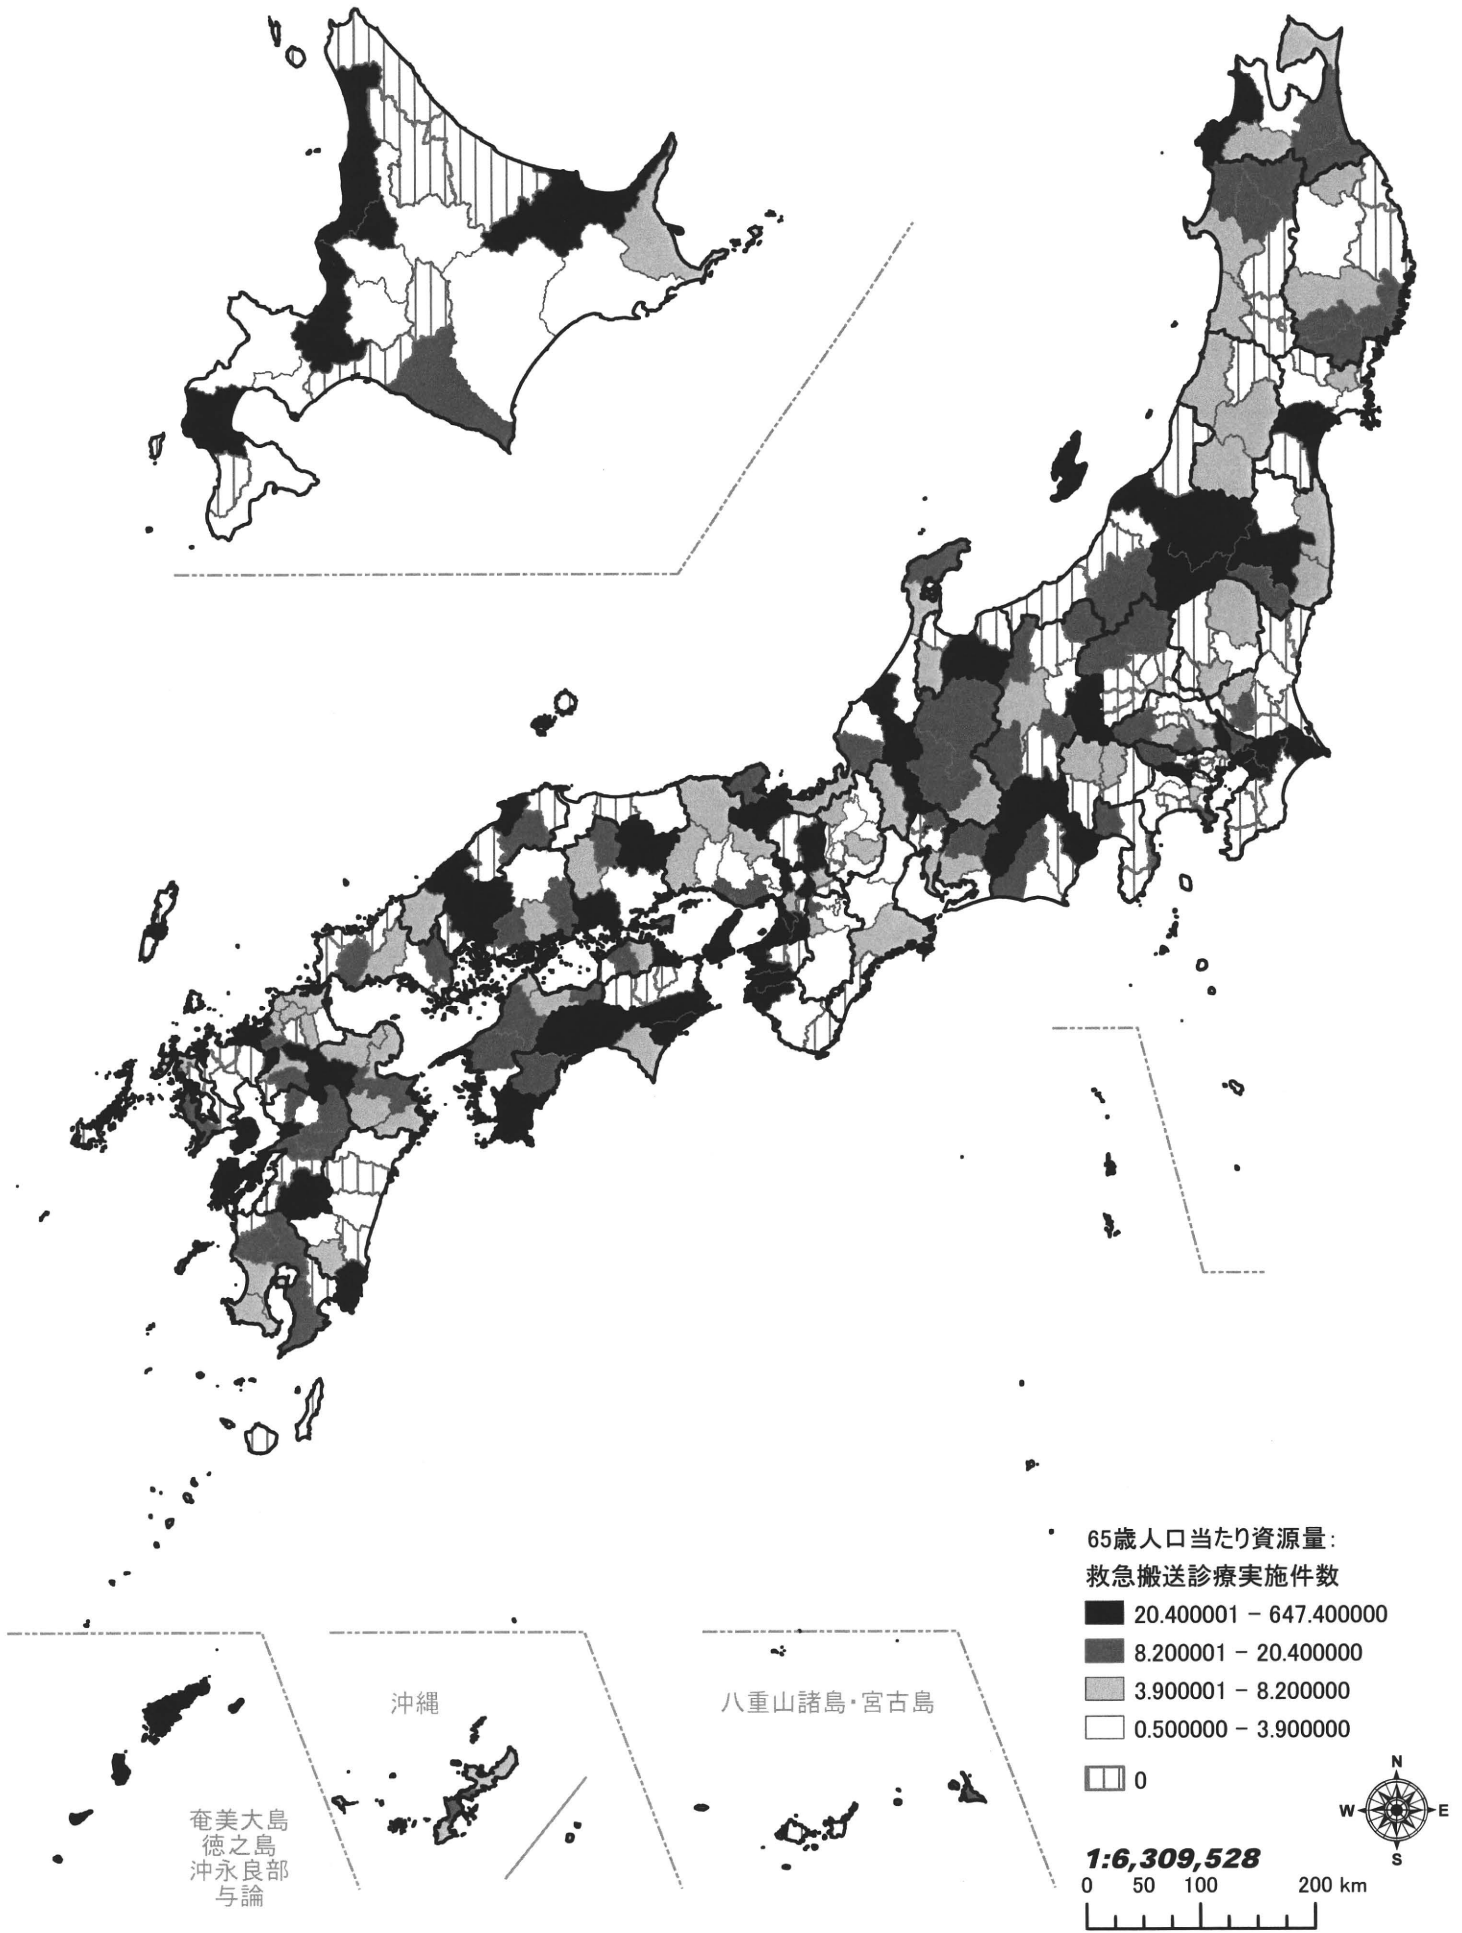 65歳人口当たり資源量:
救急搬送診療実施件数
20.400001 - 647.400000
8.200001 - 20.400000
3.900001 - 8.200000
0.500000 - 3.900000
0
沖縄
八重山諸島・宮古島
奄美大島
徳之島
沖永良部
与論
N
W E
S
1:6,309,528
0 50 100 200 km